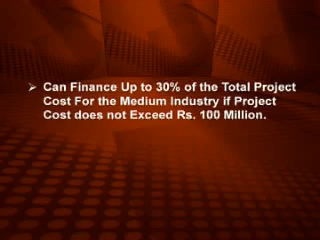 ➢ Can Finance Up to 30% of the Total Project
Cost For the Medium Industry if Project
Cost does not Exceed Rs. 100 Million.